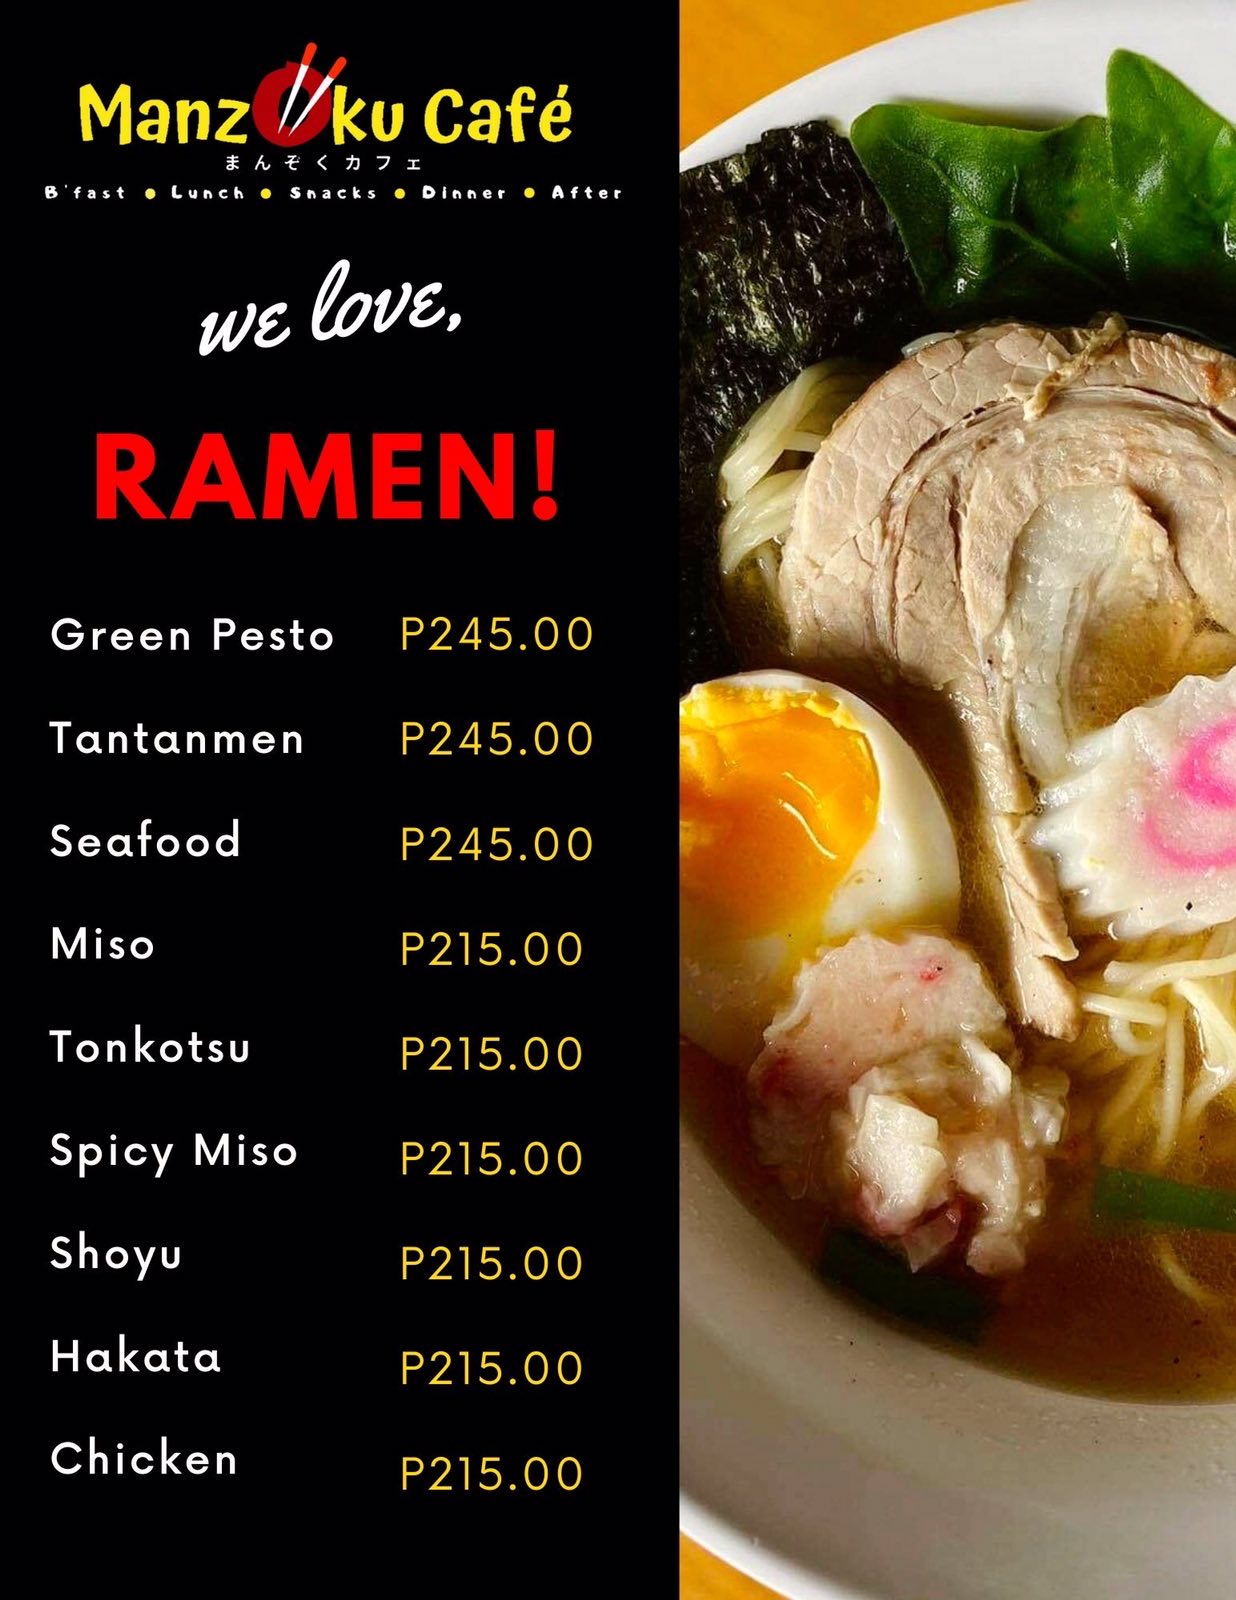 Manzoku Café
まんぞくカフェ
B'fast • Lunch • Snacks • Dinner • After
we love,
RAMEN!
Green Pesto P245.00
Tantanmen P245.00
Seafood P245.00
Miso P215.00
Tonkotsu P215.00
Spicy Miso P215.00
Shoyu P215.00
Hakata P215.00
Chicken P215.00